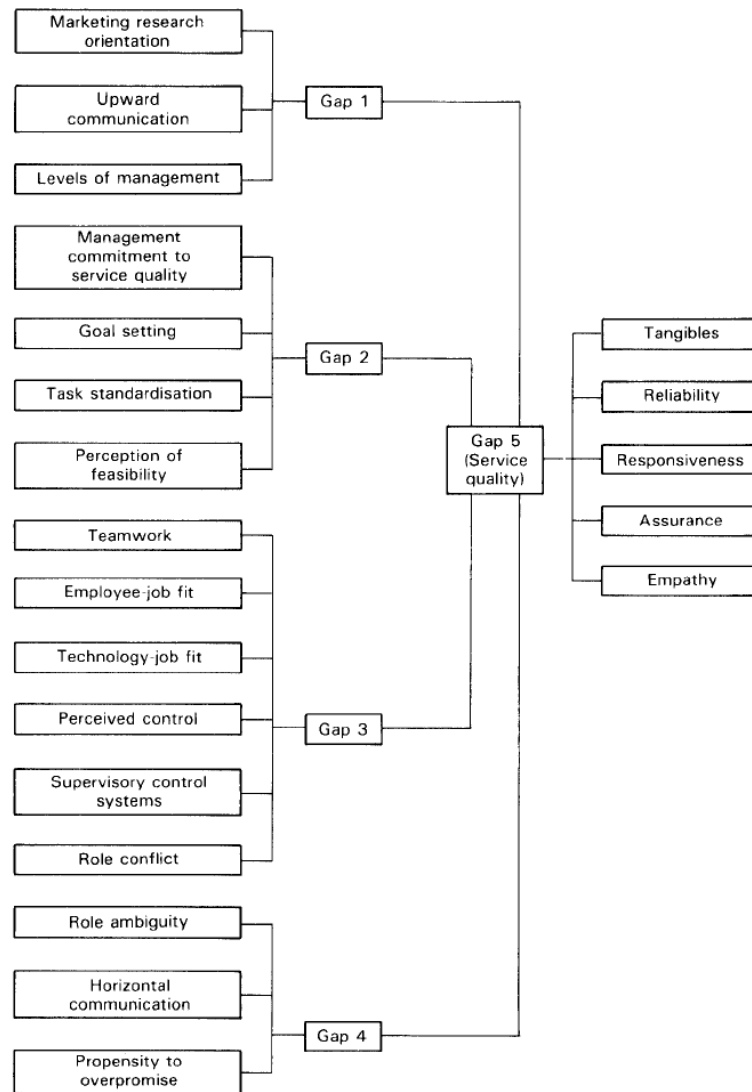 Marketing research
orientation
Upward
communication
Levels of management
Gap 1
Management
commitment to
service quality
Goal setting
Task standardisation
Perception of
feasibility
Gap 2
Teamwork
Employee-job fit
Technology-job fit
Perceived control
Supervisory control
systems
Role conflict
Gap 3
Role ambiguity
Horizontal
communication
Propensity to
overpromise
Gap 4
Gap 5
(Service
quality)
Tangibles
Reliability
Responsiveness
Assurance
Empathy